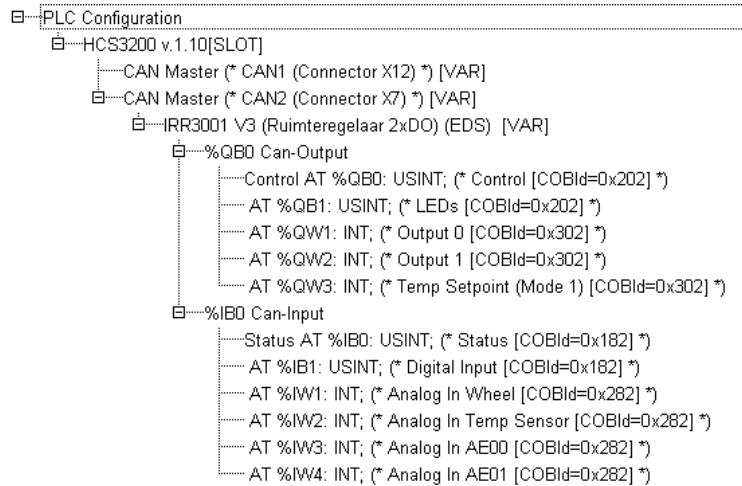 PLC Configuration
HCS3200 v.1.10[SLOT]
CAN Master (* CAN1 (Connector X12) *) [VAR]
CAN Master (* CAN2 (Connector X7) *) [VAR]
IRR3001 V3 (Ruimteregelaar 2xDO) (EDS) [VAR]
%QB0 Can-Output
Control AT %QB0: USINT; (* Control [COBId=0x202] *)
AT %QB1: USINT; (* LEDs [COBId=0x202] *)
AT %QW1: INT; (* Output 0 [COBId=0x302] *)
AT %QW2: INT; (* Output 1 [COBId=0x302] *)
AT %QW3: INT; (* Temp Setpoint (Mode 1) [COBId=0x302] *)
%IB0 Can-Input
Status AT %IB0: USINT; (* Status [COBId=0x182] *)
AT %IB1: USINT; (* Digital Input [COBId=0x182] *)
AT %IW1: INT; (* Analog In Wheel [COBId=0x282] *)
AT %IW2: INT; (* Analog In Temp Sensor [COBId=0x282] *)
AT %IW3: INT; (* Analog In AE00 [COBId=0x282] *)
AT %IW4: INT; (* Analog In AE01 [COBId=0x282] *)